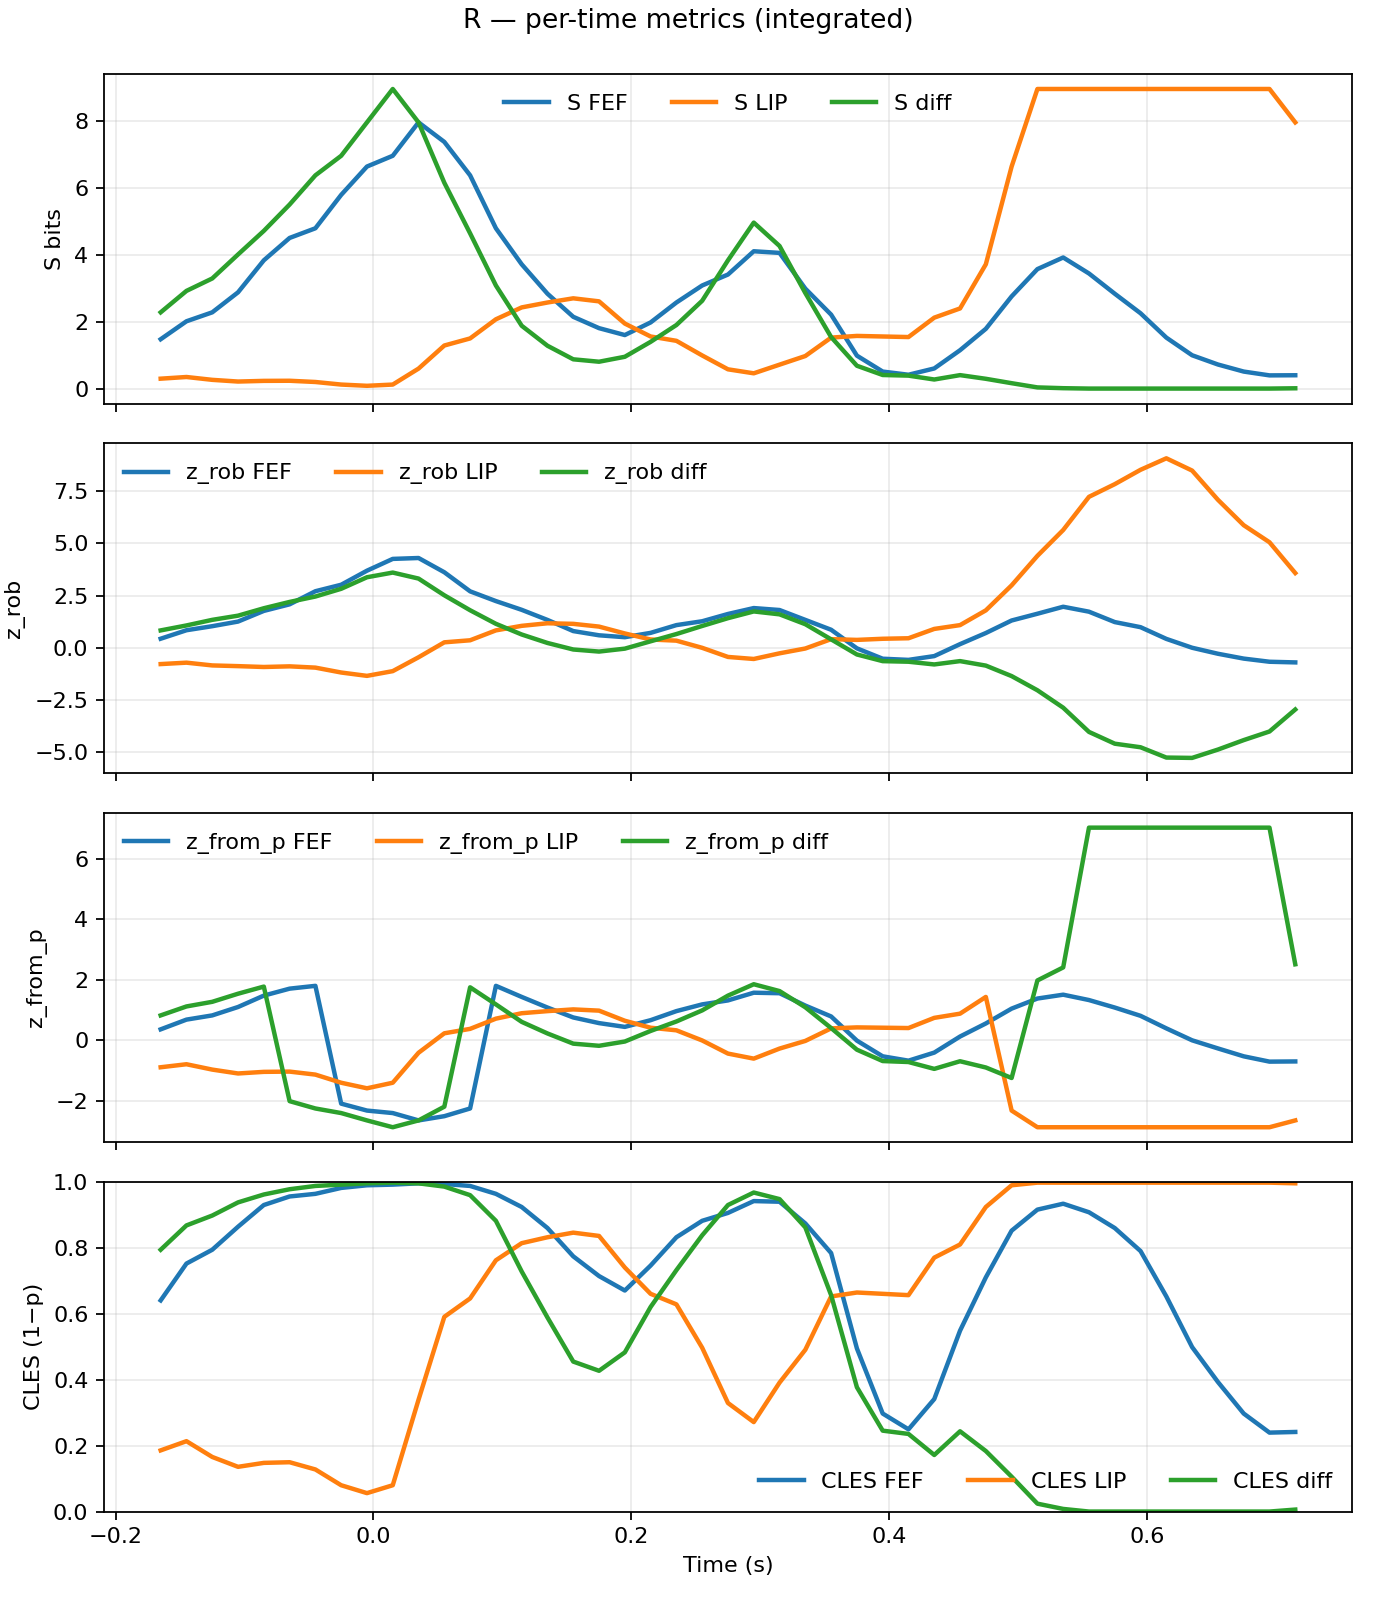 R — per-time metrics (integrated)
S FEF S LIP S diff
8
6
4
2
0
S bits
z_rob FEF z_rob LIP z_rob diff
7.5
5.0
2.5
0.0
−2.5
−5.0
z_rob
z_from_p FEF z_from_p LIP z_from_p diff
6
4
2
0
−2
z_from_p
1.0
0.8
0.6
0.4
0.2
0.0
CLES (1−p)
CLES FEF CLES LIP CLES diff
−0.2 0.0 0.2 0.4 0.6
Time (s)